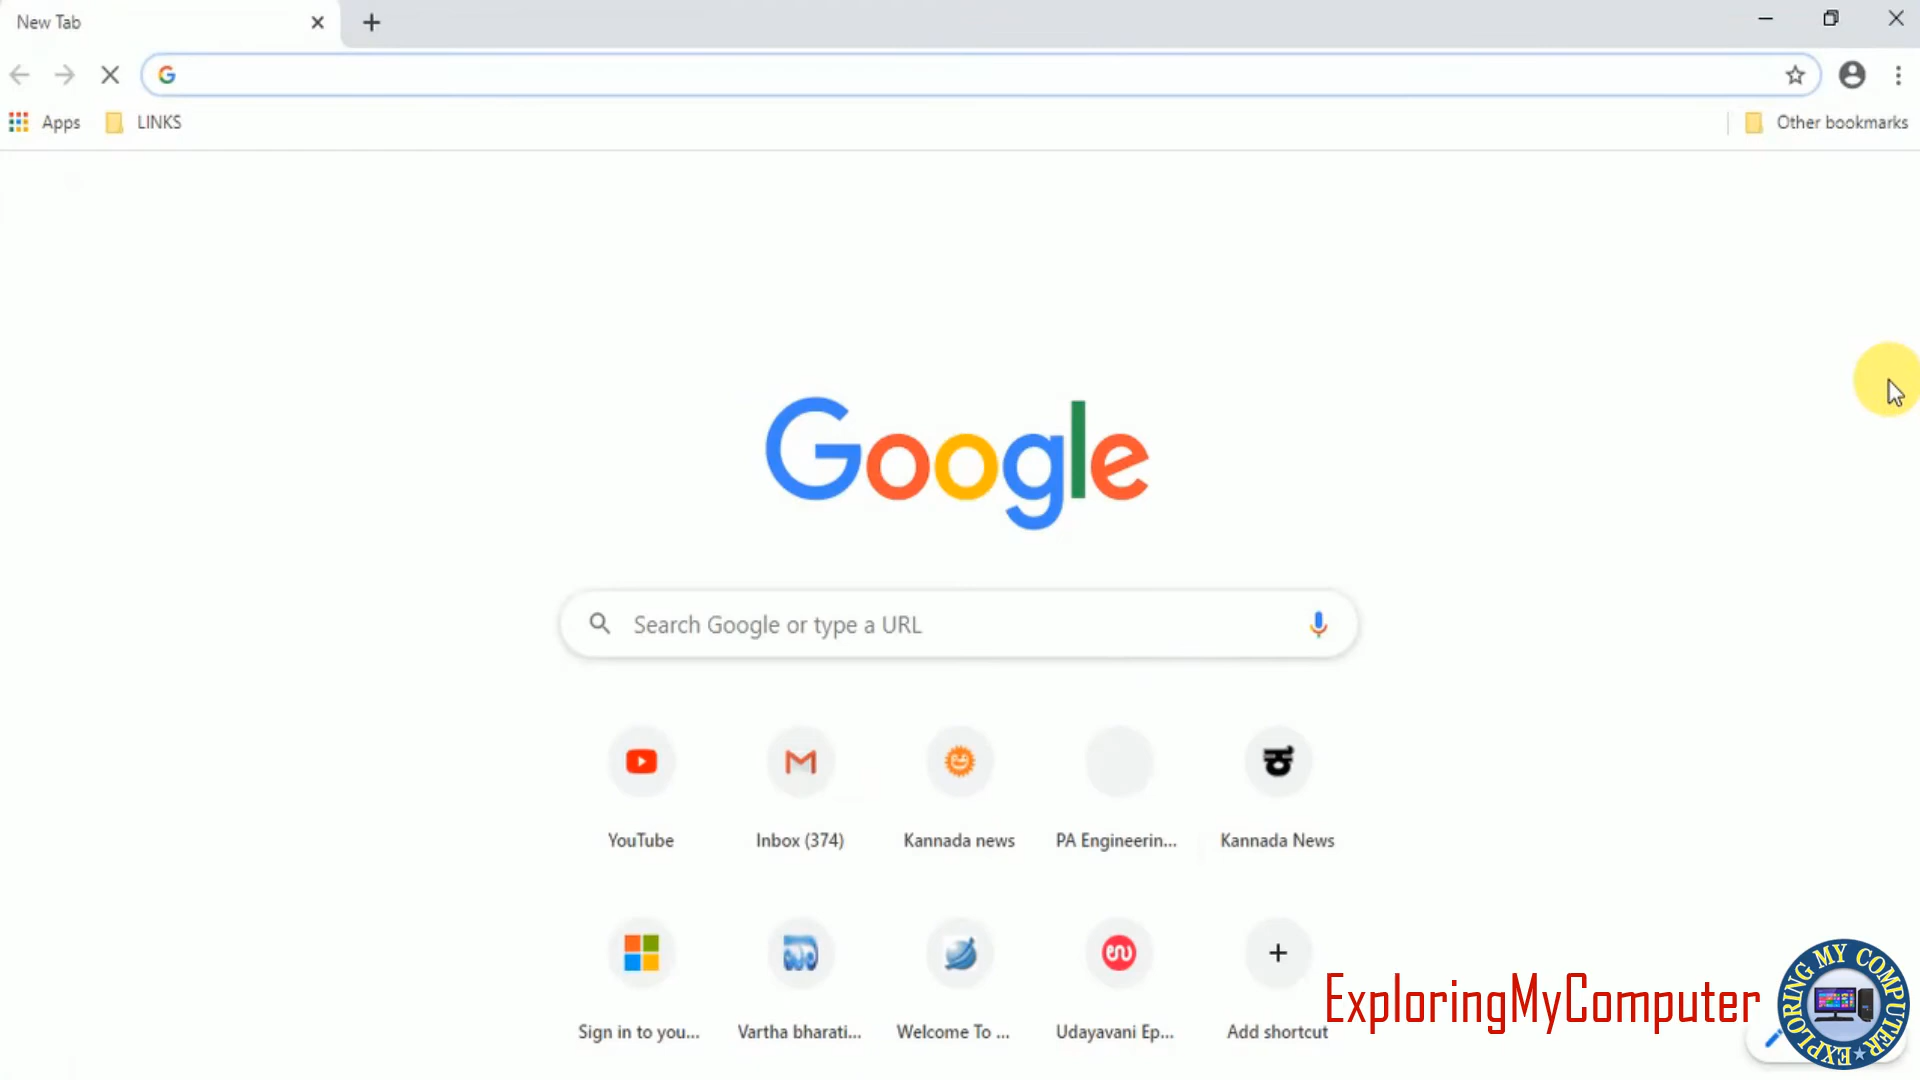 New Tab
Apps
LINKS
Other bookmarks
Google
Search Google or type a URL
YouTube
Inbox (374)
Kannada news
PA Engineerin...
ಕ
Kannada News
Sign in to you...
Vartha bharati...
Welcome To ...
ಉ
Udayavani Ep...
Add shortcut
ExploringMyComputer
EXPLORING MY COMPUTER